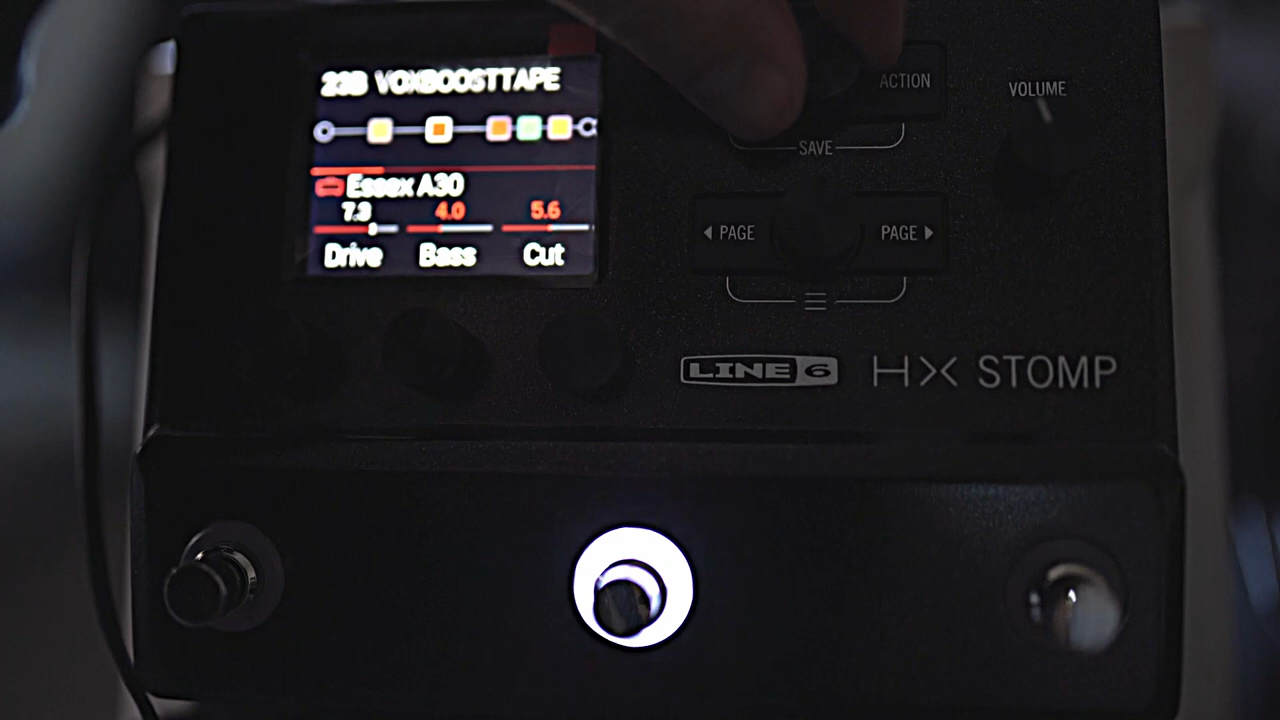 23B VOXBOOSTTAPE
ACTION
VOLUME
SAVE
Essex A30
7.3 4.0 5.6
Drive Bass Cut
PAGE PAGE
LINE 6 HX STOMP